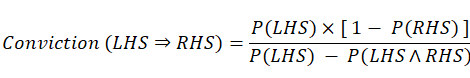 Conviction (LHS ⇒ RHS) = P(LHS) × [ 1 − P(RHS) ] / P(LHS) − P(LHS ∧ RHS)